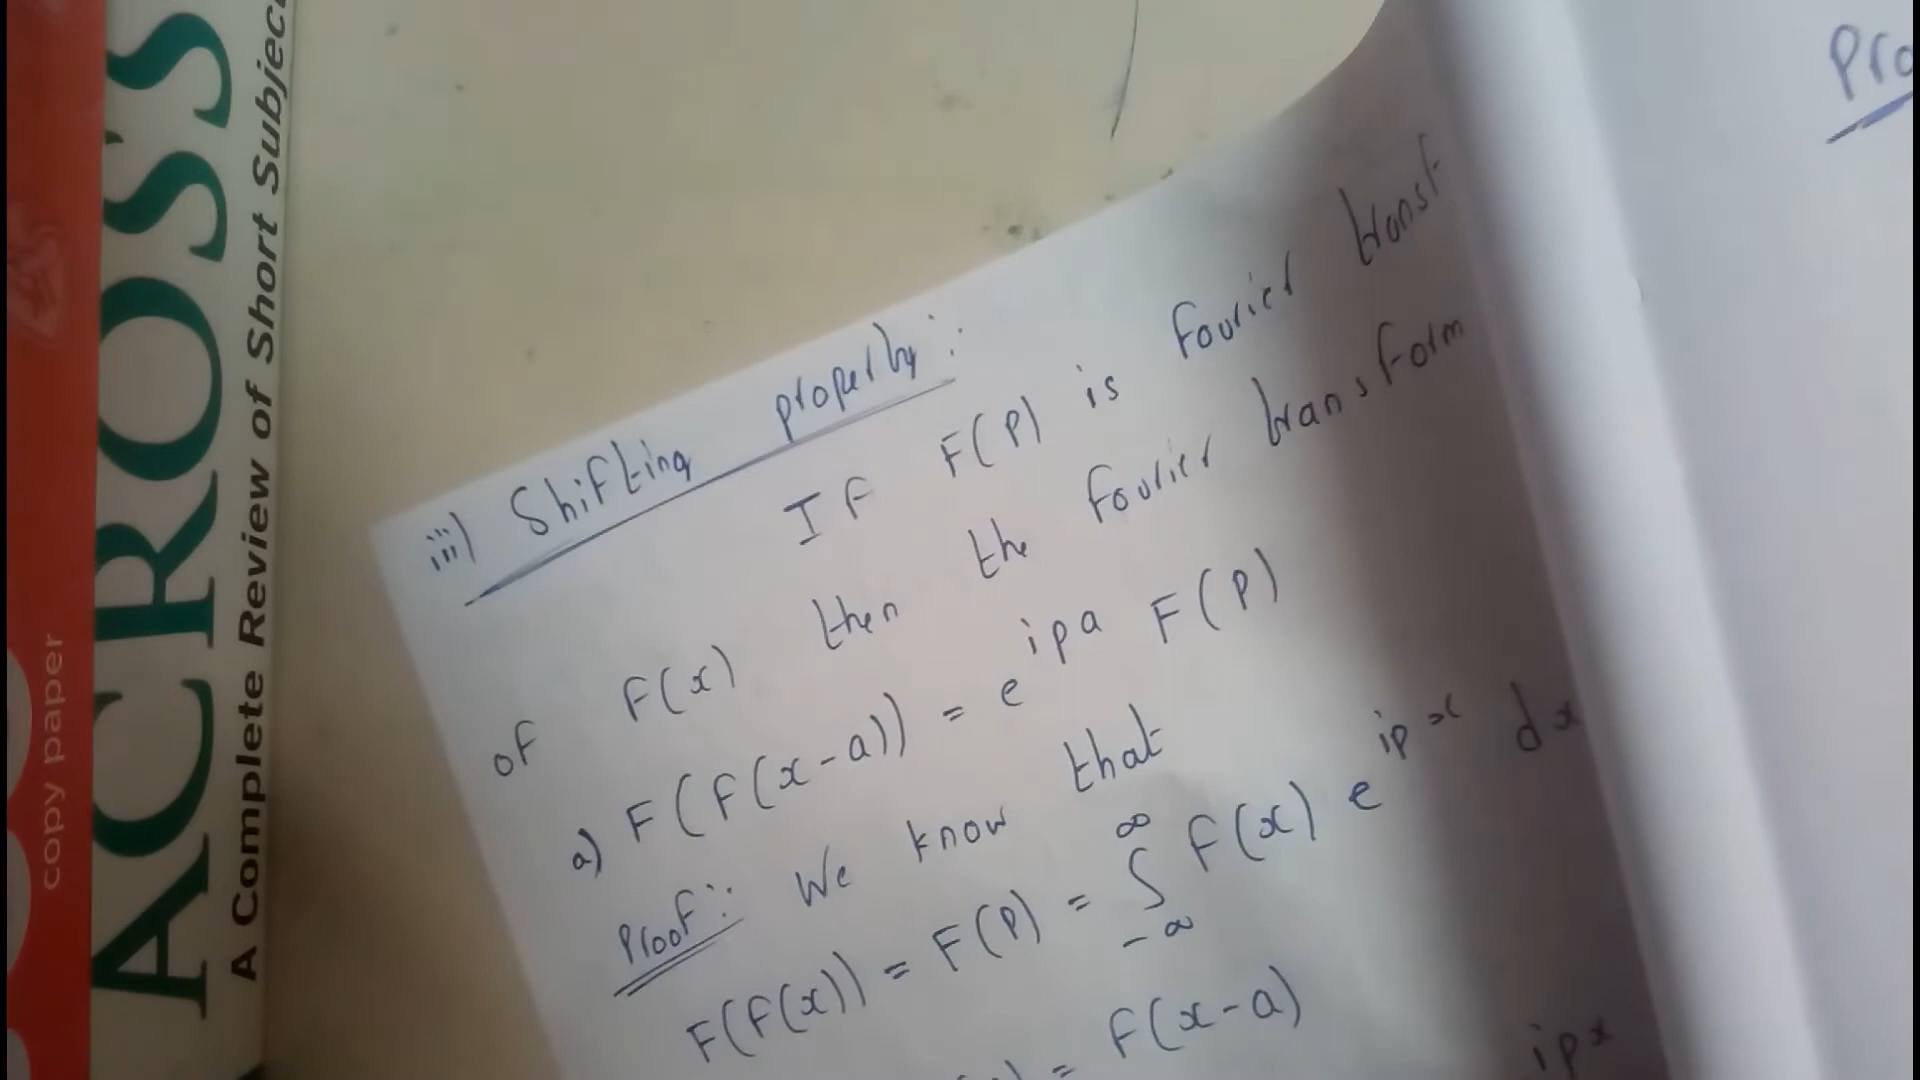 copy paper
ACROSS
A Complete Review of Short Subject
Pro
iii) Shifting property:
If F(P) is Fourier transf
of F(x) then the Fourier transform
a) F(F(x-a)) = e^{ipa} F(P)
Proof: We know that
F(F(x)) = F(P) = ∫_{-∞}^{∞} F(x) e^{ipx} dx
= F(x-a)
ipx